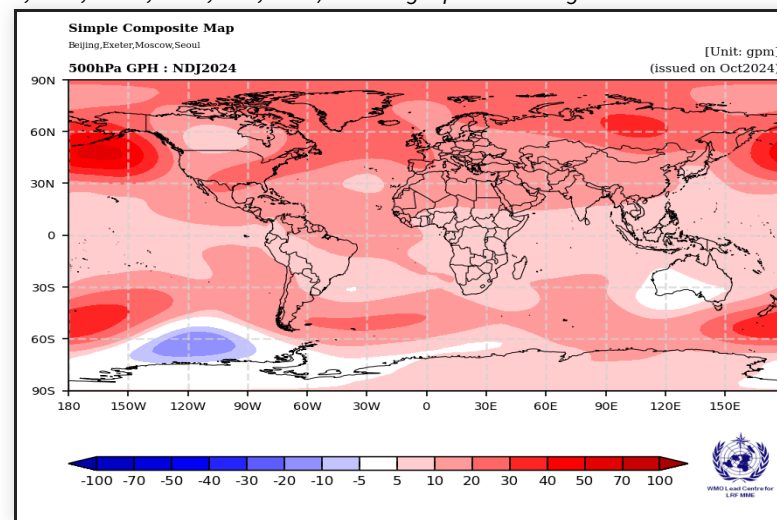 Simple Composite Map
Beijing,Exeter,Moscow,Seoul
[Unit: gpm]
500hPa GPH : NDJ2024
(issued on Oct2024)
90N
60N
30N
0
30S
60S
90S
180 150W 120W 90W 60W 30W 0 30E 60E 90E 120E 150E
-100 -70 -50 -40 -30 -20 -10 -5 5 10 20 30 40 50 70 100
WMO Lead Centre for
LRF MME